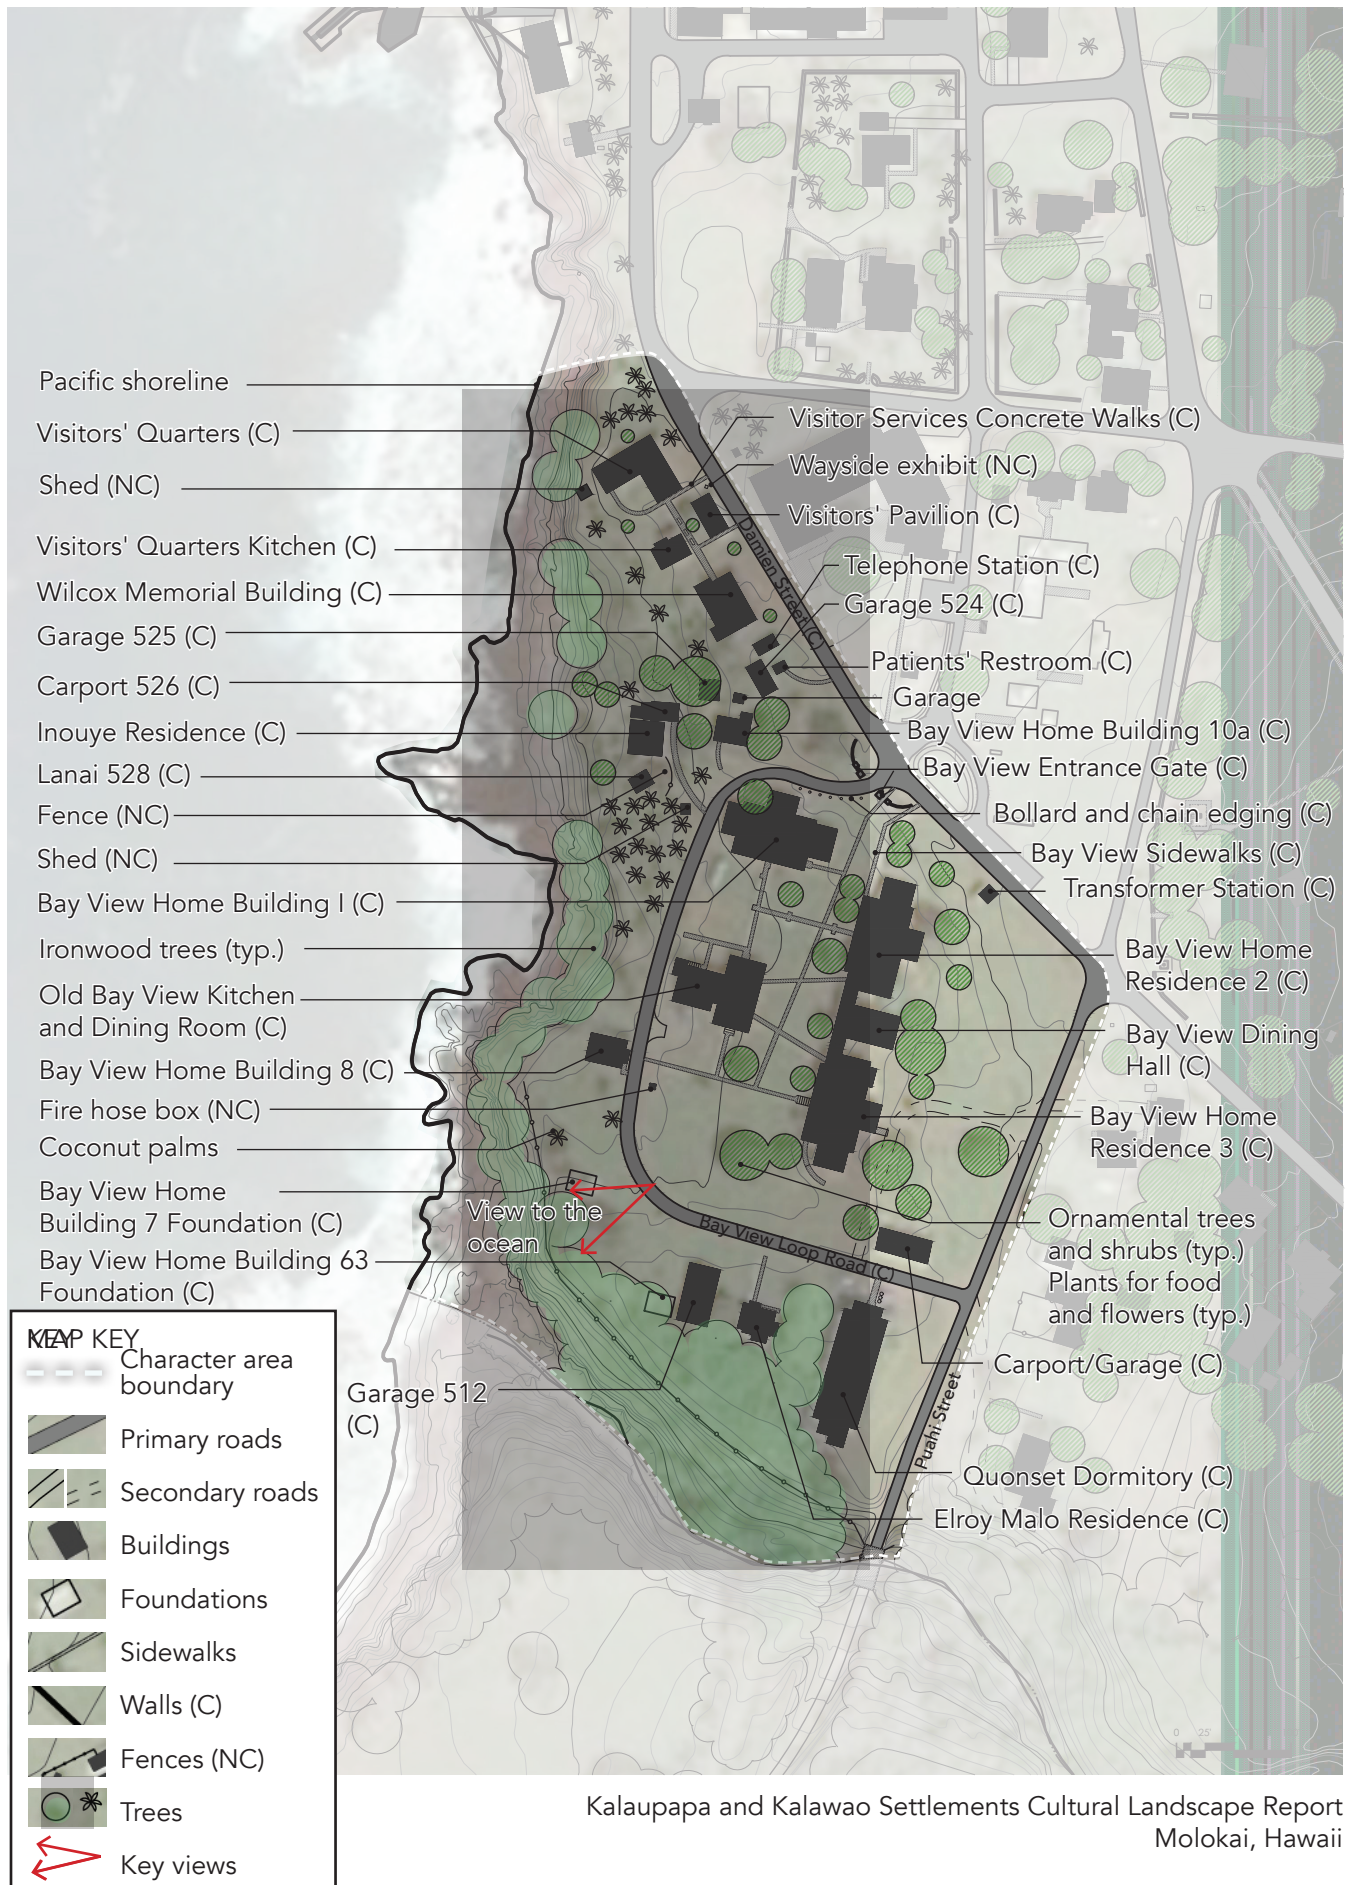 Pacific shoreline
Visitors' Quarters (C)
Shed (NC)
Visitors' Quarters Kitchen (C)
Wilcox Memorial Building (C)
Garage 525 (C)
Carport 526 (C)
Inouye Residence (C)
Lanai 528 (C)
Fence (NC)
Shed (NC)
Bay View Home Building I (C)
Ironwood trees (typ.)
Old Bay View Kitchen
and Dining Room (C)
Bay View Home Building 8 (C)
Fire hose box (NC)
Coconut palms
Bay View Home
Building 7 Foundation (C)
Bay View Home Building 63
Foundation (C)
Garage 512
(C)
View to the
ocean
Damien Street (C)
Bay View Loop Road (C)
Puahi Street
Visitor Services Concrete Walks (C)
Wayside exhibit (NC)
Visitors' Pavilion (C)
Telephone Station (C)
Garage 524 (C)
Patients' Restroom (C)
Garage
Bay View Home Building 10a (C)
Bay View Entrance Gate (C)
Bollard and chain edging (C)
Bay View Sidewalks (C)
Transformer Station (C)
Bay View Home
Residence 2 (C)
Bay View Dining
Hall (C)
Bay View Home
Residence 3 (C)
Ornamental trees
and shrubs (typ.)
Plants for food
and flowers (typ.)
Carport/Garage (C)
Quonset Dormitory (C)
Elroy Malo Residence (C)
0 25'
MAP KEY
Character area
boundary
Primary roads
Secondary roads
Buildings
Foundations
Sidewalks
Walls (C)
Fences (NC)
Trees
Key views
Kalaupapa and Kalawao Settlements Cultural Landscape Report
Molokai, Hawaii